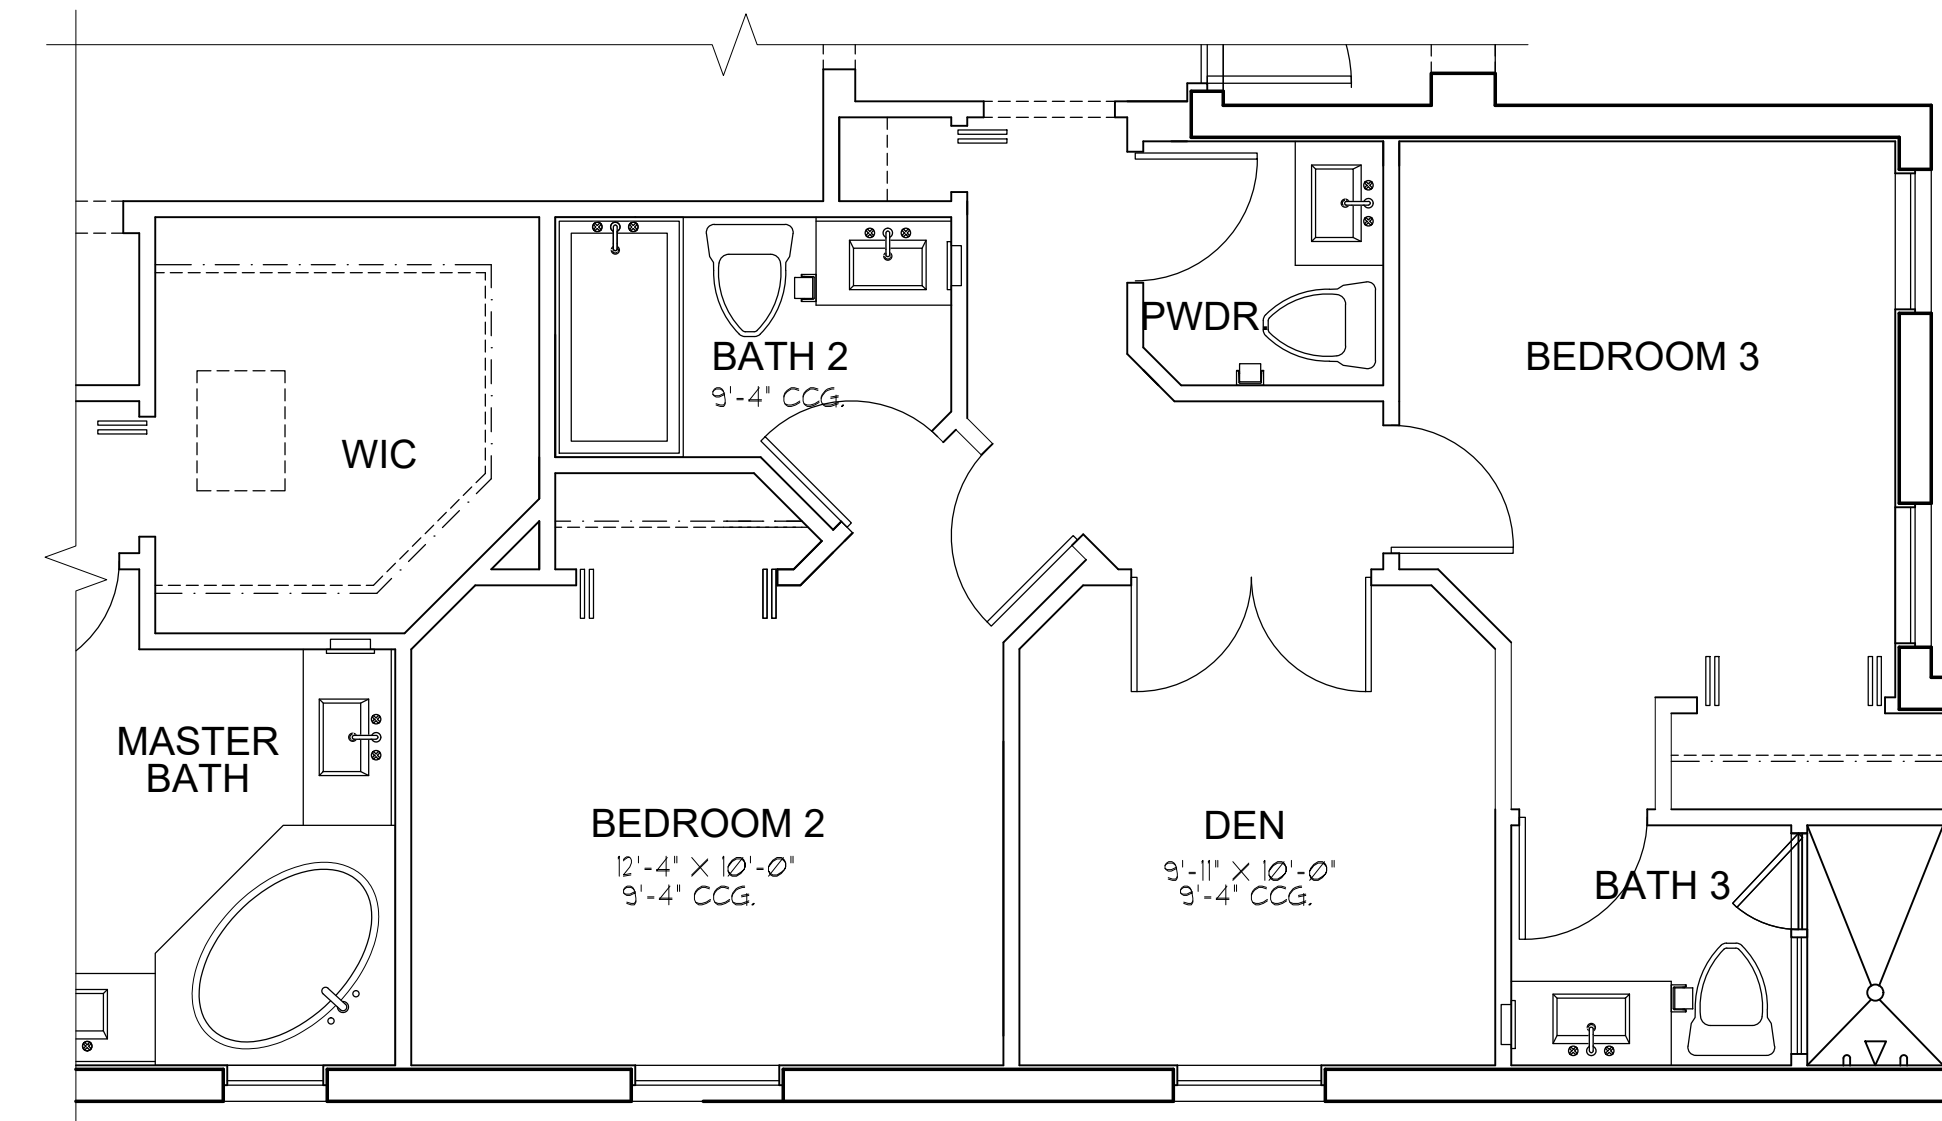 PWDR.
BATH 2
9'-4" CCG.
BEDROOM 3
WIC
MASTER
BATH
BEDROOM 2
12'-4" X 10'-0"
9'-4" CCG.
DEN
9'-11" X 10'-0"
9'-4" CCG.
BATH 3